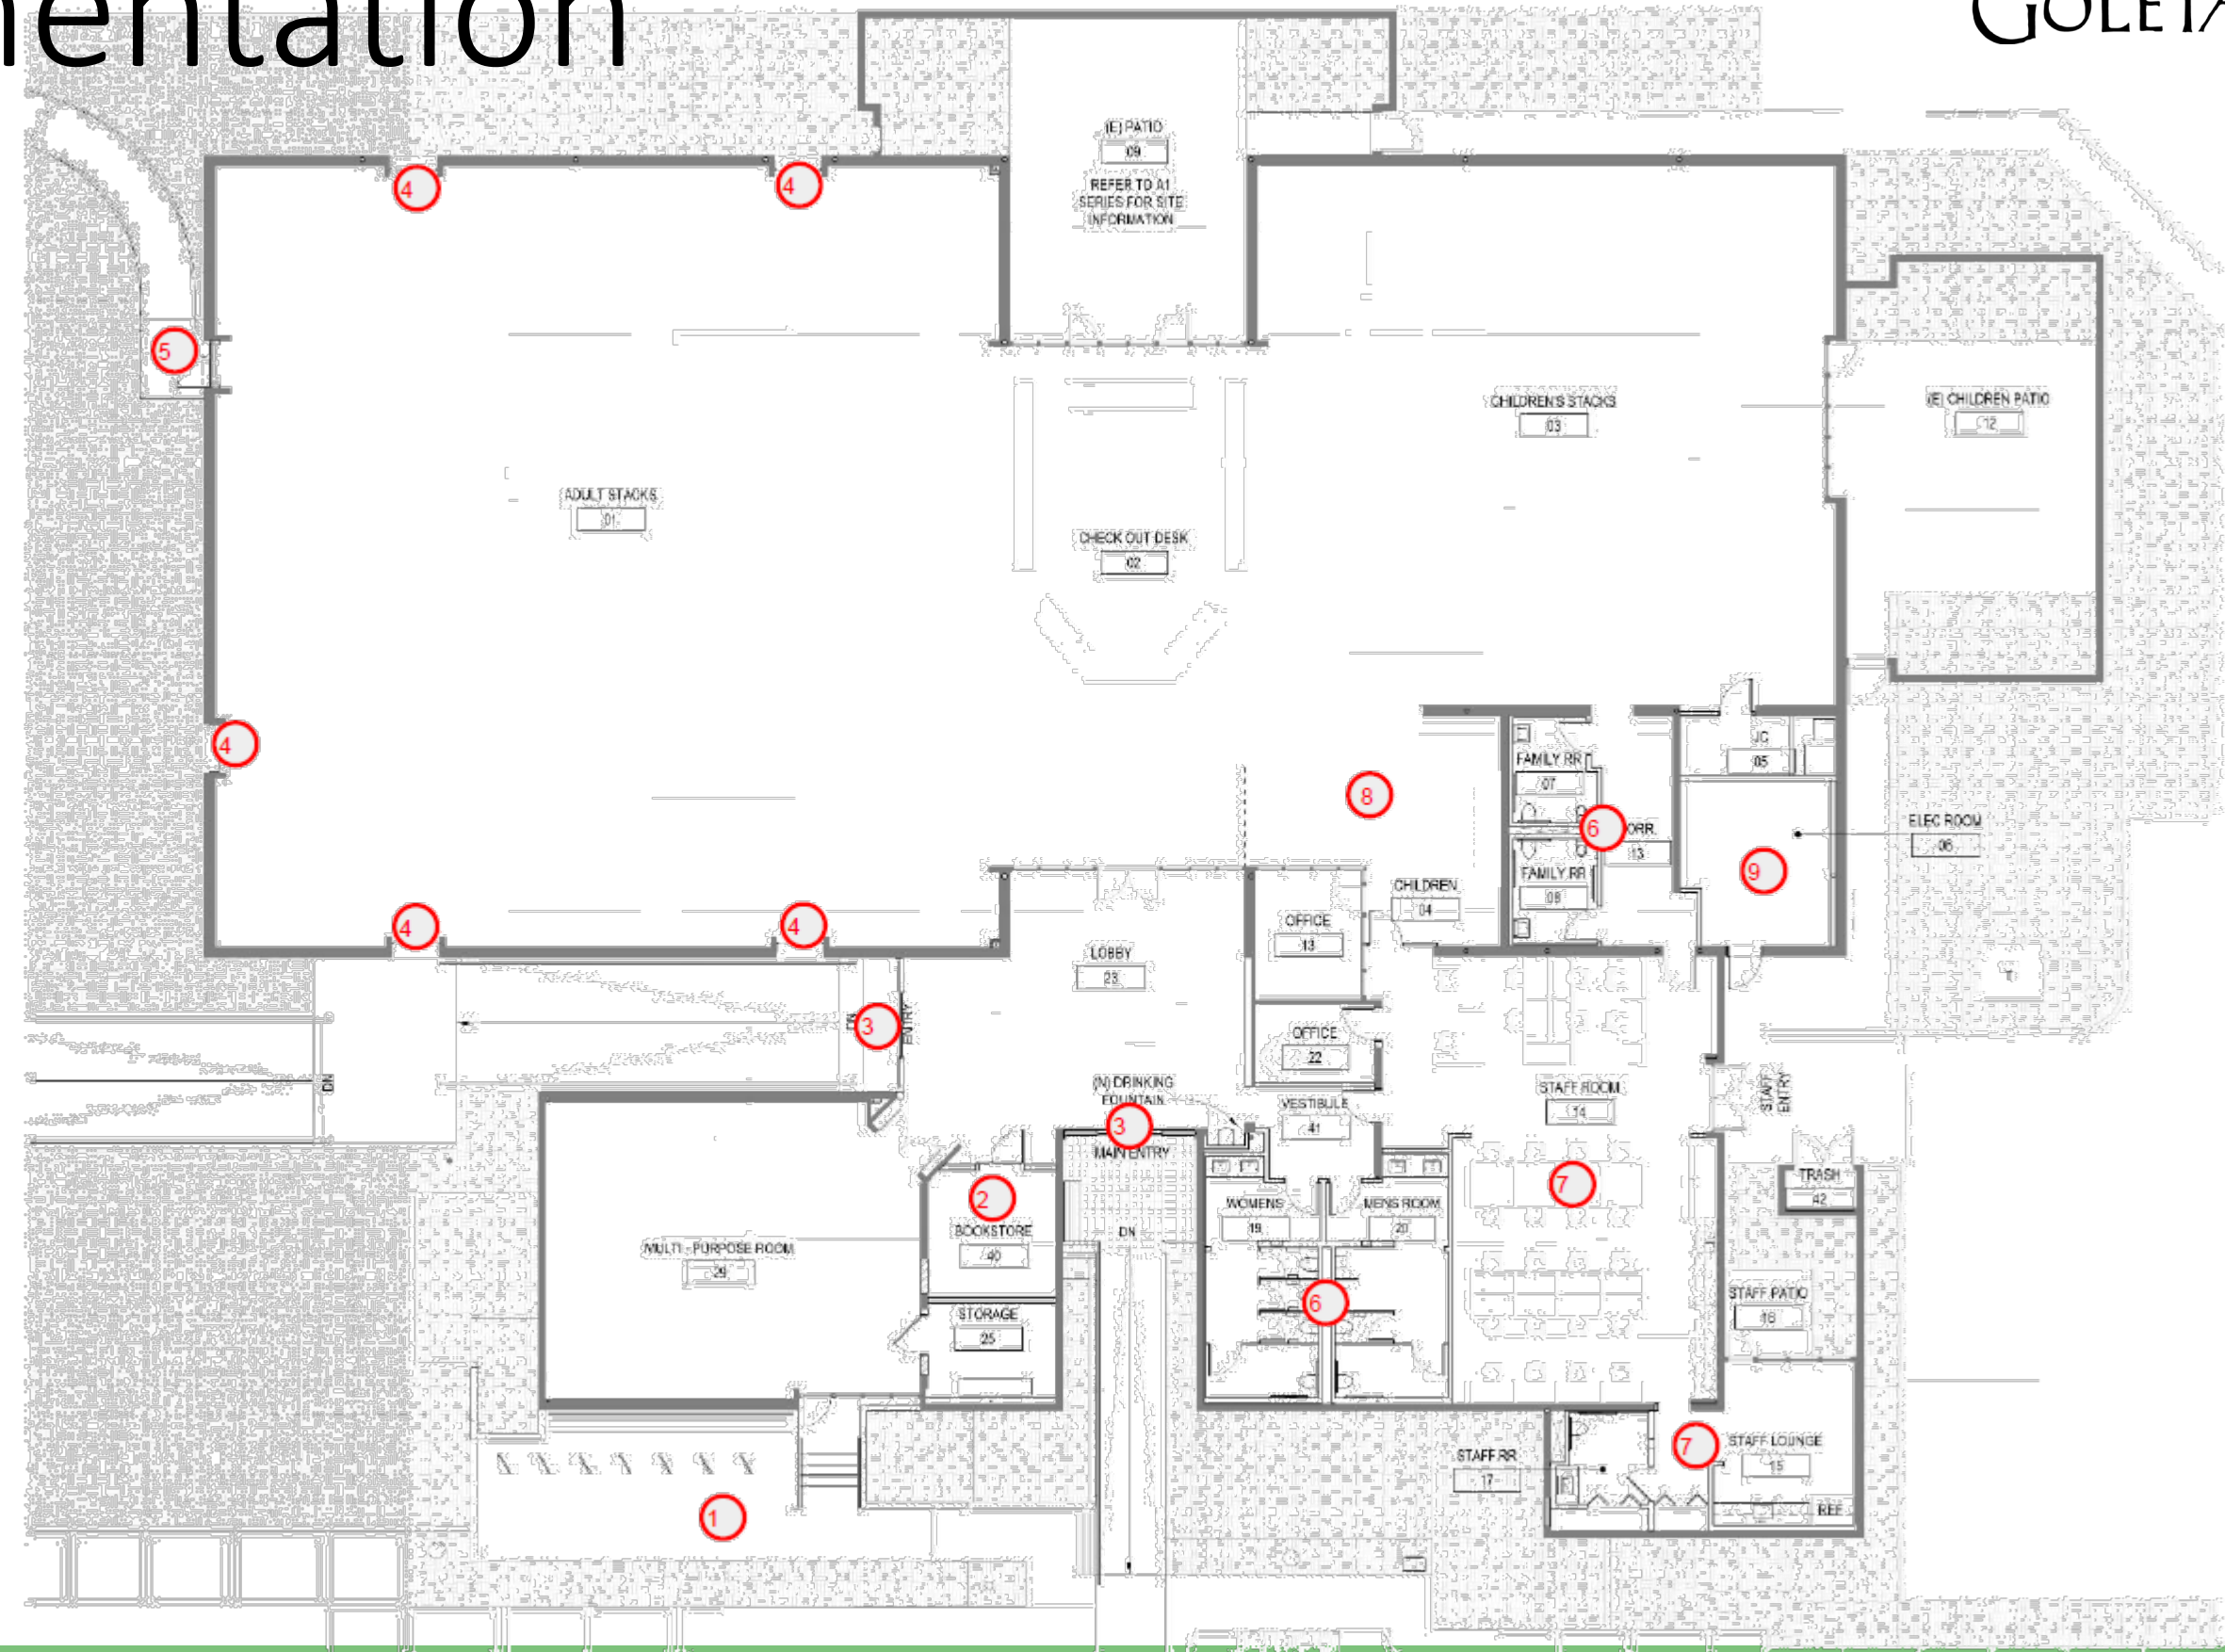 nentation
GOLETA
(E) PATIO
09
REFER TO A1
SERIES FOR SITE
INFORMATION
4
4
5
CHILDREN'S STACKS
03
(E) CHILDREN PATIO
12
ADULT STACKS
01
CHECK OUT DESK
02
4
JC
05
FAMILY RR
07
8
6
ORR.
13
ELEC ROOM
06
9
FAMILY RR
08
CHILDREN
04
4
4
OFFICE
13
LOBBY
23
3
DN
ENTRY
OFFICE
22
DN
(N) DRINKING
FOUNTAIN
STAFF ROOM
14
STAFF
ENTRY
VESTIBULE
41
3
MAIN ENTRY
7
TRASH
42
2
BOOKSTORE
40
WOMENS
19
MENS ROOM
20
DN
MULTI - PURPOSE ROOM
29
6
STAFF PATIO
16
STORAGE
25
7
STAFF LOUNGE
15
STAFF RR
17
REF
1